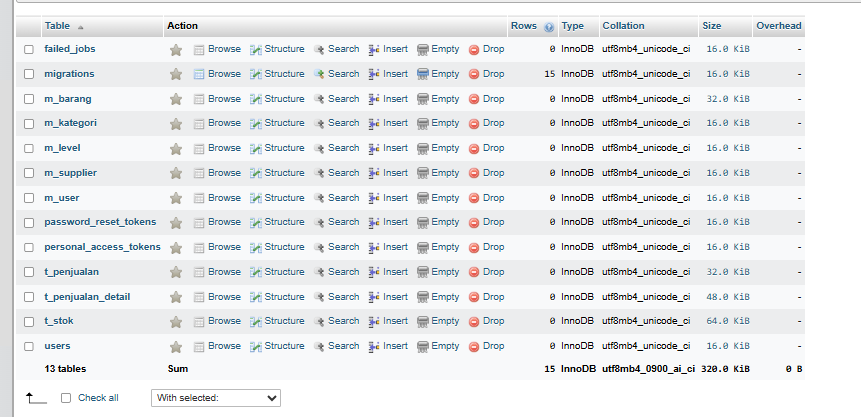 Table Action Rows Type Collation Size Overhead
failed_jobs Browse Structure Search Insert Empty Drop 0 InnoDB utf8mb4_unicode_ci 16.0 KiB -
migrations Browse Structure Search Insert Empty Drop 15 InnoDB utf8mb4_unicode_ci 16.0 KiB -
m_barang Browse Structure Search Insert Empty Drop 0 InnoDB utf8mb4_unicode_ci 32.0 KiB -
m_kategori Browse Structure Search Insert Empty Drop 0 InnoDB utf8mb4_unicode_ci 16.0 KiB -
m_level Browse Structure Search Insert Empty Drop 0 InnoDB utf8mb4_unicode_ci 16.0 KiB -
m_supplier Browse Structure Search Insert Empty Drop 0 InnoDB utf8mb4_unicode_ci 16.0 KiB -
m_user Browse Structure Search Insert Empty Drop 0 InnoDB utf8mb4_unicode_ci 16.0 KiB -
password_reset_tokens Browse Structure Search Insert Empty Drop 0 InnoDB utf8mb4_unicode_ci 16.0 KiB -
personal_access_tokens Browse Structure Search Insert Empty Drop 0 InnoDB utf8mb4_unicode_ci 16.0 KiB -
t_penjualan Browse Structure Search Insert Empty Drop 0 InnoDB utf8mb4_unicode_ci 32.0 KiB -
t_penjualan_detail Browse Structure Search Insert Empty Drop 0 InnoDB utf8mb4_unicode_ci 48.0 KiB -
t_stok Browse Structure Search Insert Empty Drop 0 InnoDB utf8mb4_unicode_ci 64.0 KiB -
users Browse Structure Search Insert Empty Drop 0 InnoDB utf8mb4_unicode_ci 16.0 KiB -
13 tables Sum 15 InnoDB utf8mb4_0900_ai_ci 320.0 KiB 0 B
Check all With selected: